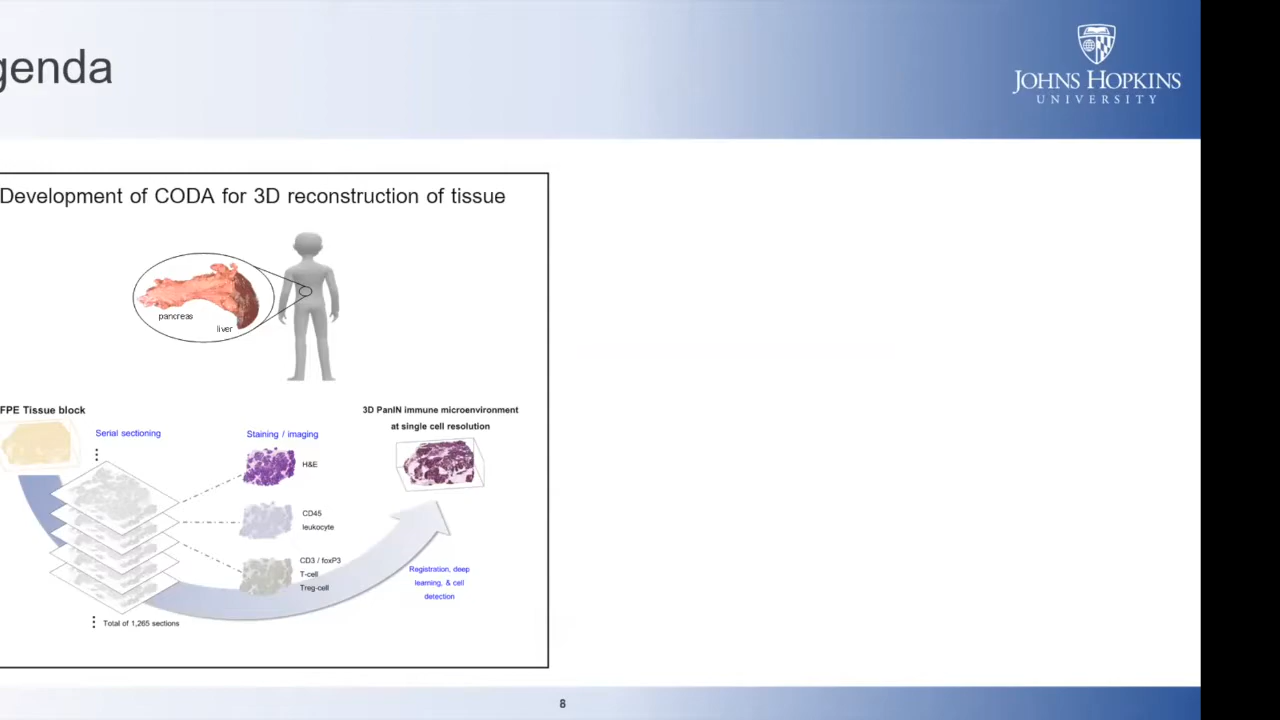 genda
JOHNS HOPKINS
UNIVERSITY
Development of CODA for 3D reconstruction of tissue
pancreas
liver
FPE Tissue block
Serial sectioning
Staining / imaging
3D PanIN immune microenvironment
at single cell resolution
H&E
CD45
leukocyte
CD3 / foxP3
T-cell
Treg-cell
Registration, deep
learning, & cell
detection
Total of 1,265 sections
8